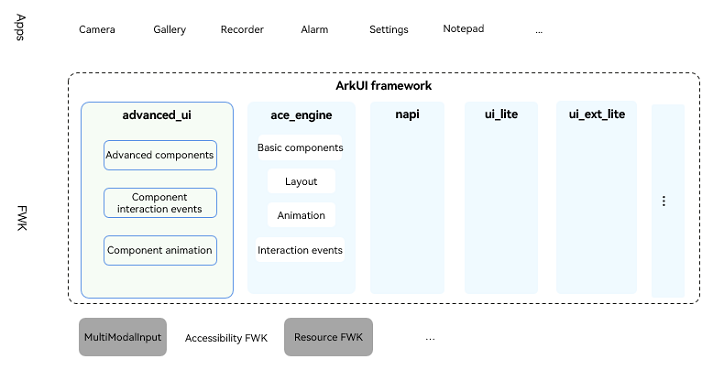 Apps
Camera Gallery Recorder Alarm Settings Notepad ...
FWK
ArkUI framework
advanced_ui
Advanced components
Component
interaction events
Component animation
ace_engine
Basic components
Layout
Animation
Interaction events
napi
ui_lite
ui_ext_lite
...
MultiModalInput Accessibility FWK Resource FWK ...